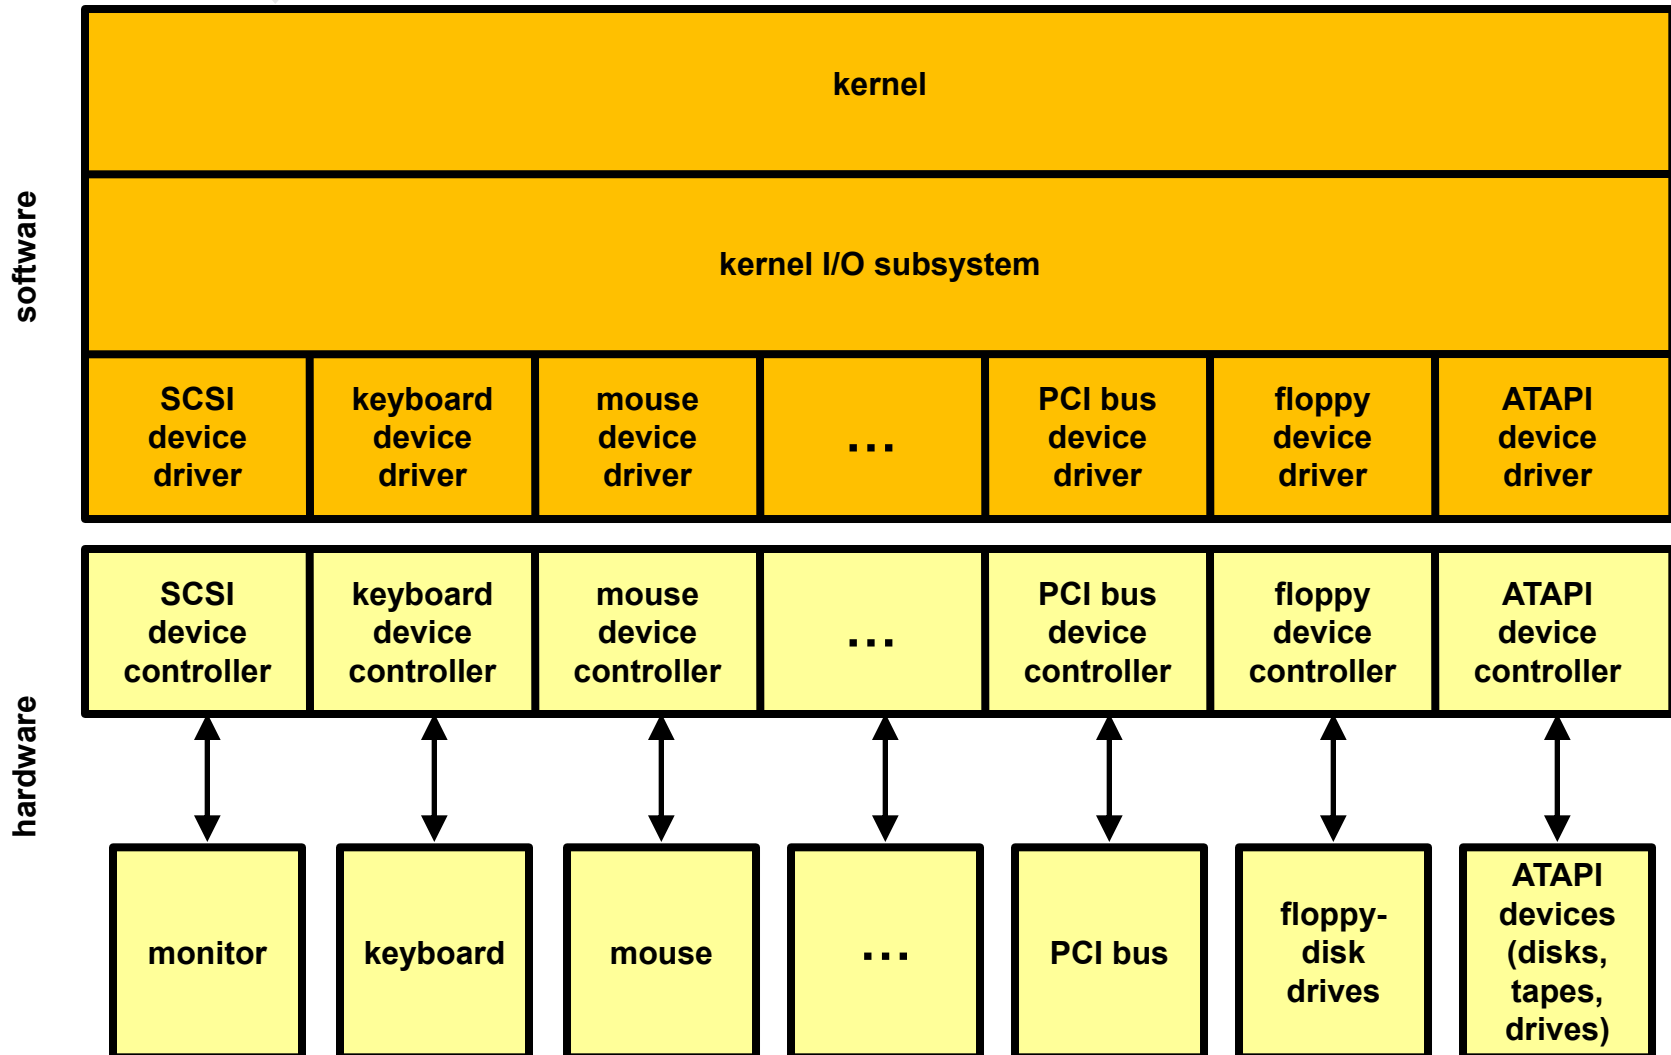 kernel
software
kernel I/O subsystem
SCSI
device
driver
keyboard
device
driver
mouse
device
driver
...
PCI bus
device
driver
floppy
device
driver
ATAPI
device
driver
hardware
SCSI
device
controller
keyboard
device
controller
mouse
device
controller
...
PCI bus
device
controller
floppy
device
controller
ATAPI
device
controller
monitor
keyboard
mouse
...
PCI bus
floppy-
disk
drives
ATAPI
devices
(disks,
tapes,
drives)